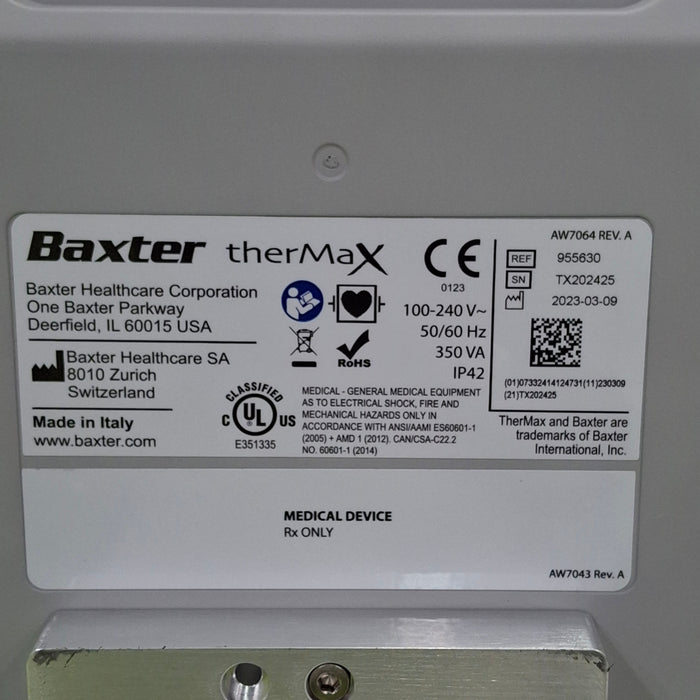 Baxter therMaX
Baxter Healthcare Corporation
One Baxter Parkway
Deerfield, IL 60015 USA
Baxter Healthcare SA
8010 Zurich
Switzerland
Made in Italy
www.baxter.com
RoHS
CLASSIFIED
C UL US
E351335
CE
0123
100-240 V~
50/60 Hz
350 VA
IP42
MEDICAL - GENERAL MEDICAL EQUIPMENT
AS TO ELECTRICAL SHOCK, FIRE AND
MECHANICAL HAZARDS ONLY IN
ACCORDANCE WITH ANSI/AAMI ES60601-1
(2005) + AMD 1 (2012). CAN/CSA-C22.2
NO. 60601-1 (2014)
AW7064 REV. A
REF 955630
SN TX202425
2023-03-09
(01)07332414124731(11)230309
(21)TX202425
TherMax and Baxter are
trademarks of Baxter
International, Inc.
MEDICAL DEVICE
Rx ONLY
AW7043 Rev. A